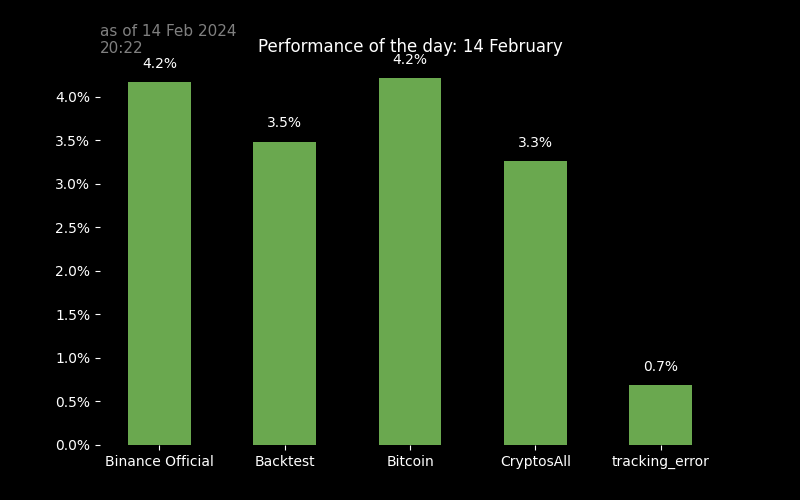 as of 14 Feb 2024
20:22
Performance of the day: 14 February
4.2%
3.5%
4.2%
3.3%
0.7%
4.0%
3.5%
3.0%
2.5%
2.0%
1.5%
1.0%
0.5%
0.0%
Binance Official
Backtest
Bitcoin
CryptosAll
tracking_error